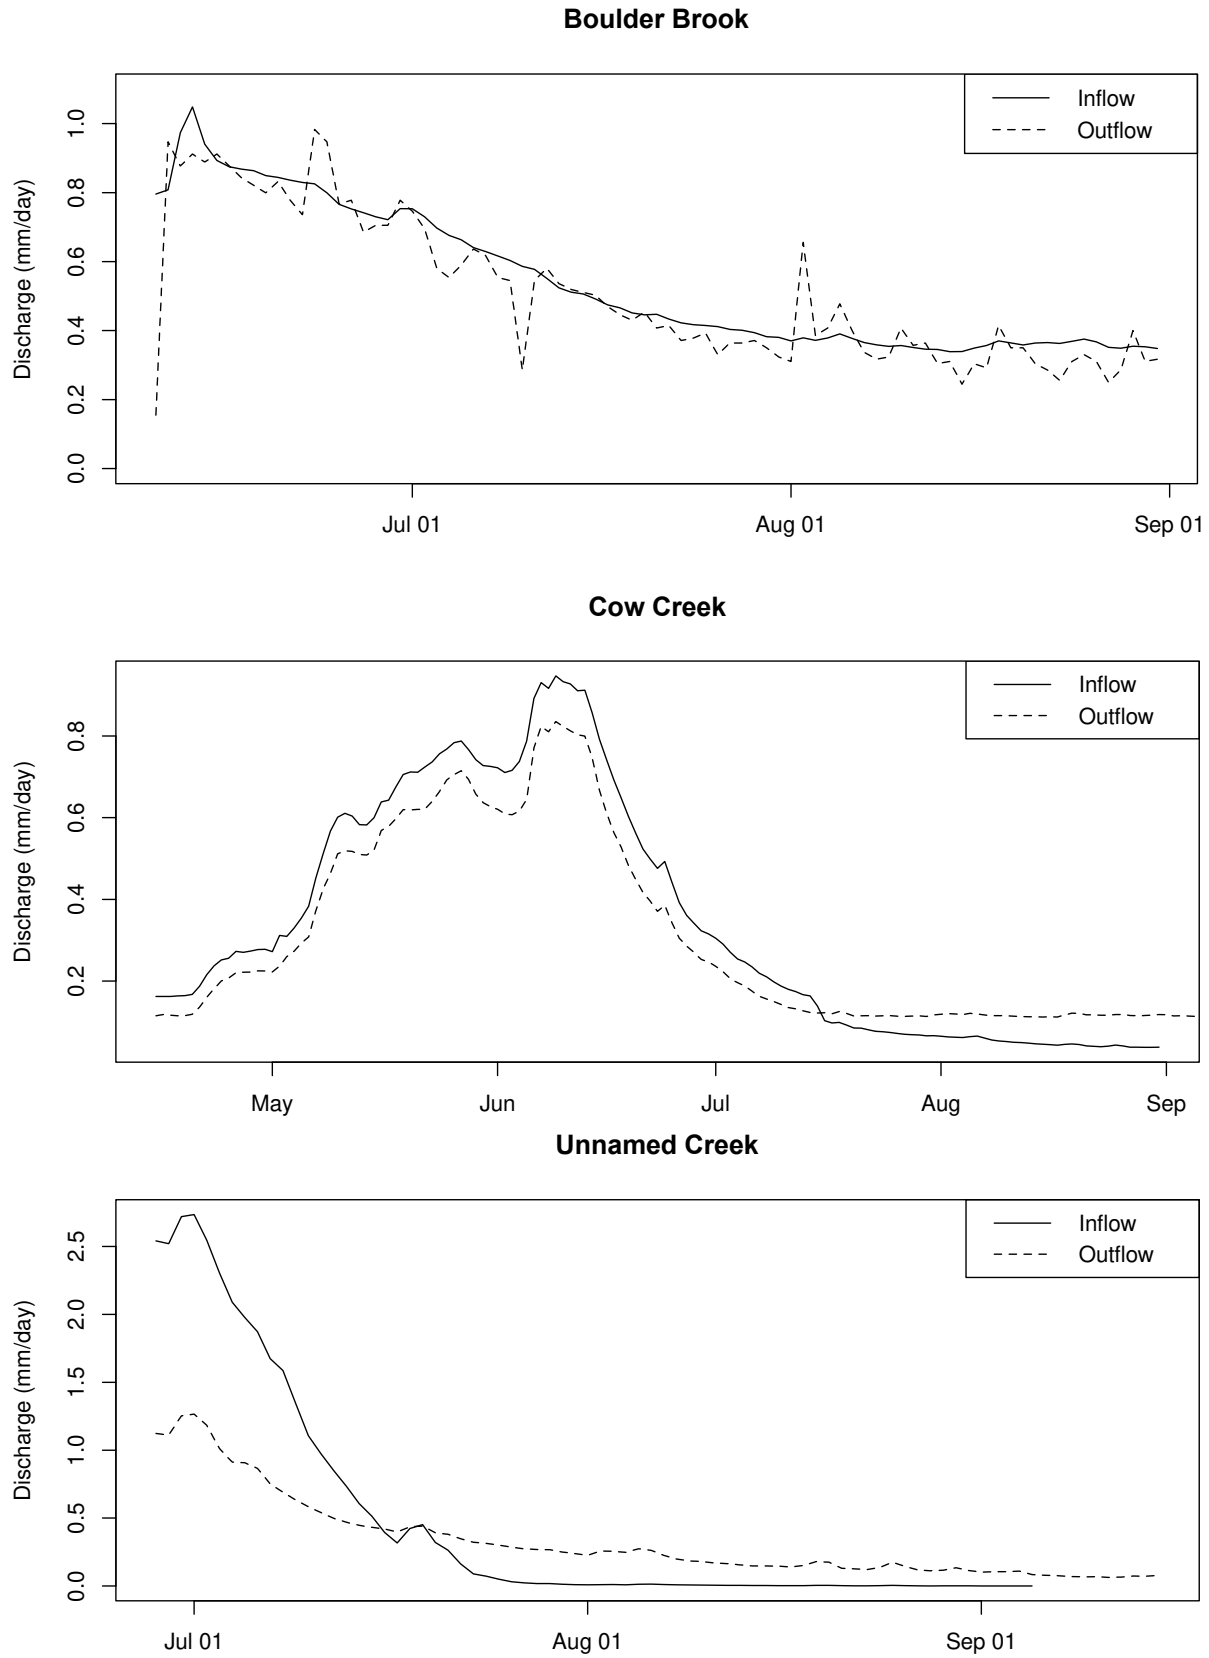 Boulder Brook
Discharge (mm/day)
1.0
0.8
0.6
0.4
0.2
0.0
Inflow
Outflow
Jul 01 Aug 01 Sep 01
Cow Creek
Discharge (mm/day)
0.8
0.6
0.4
0.2
Inflow
Outflow
May Jun Jul Aug Sep
Unnamed Creek
Discharge (mm/day)
2.5
2.0
1.5
1.0
0.5
0.0
Inflow
Outflow
Jul 01 Aug 01 Sep 01